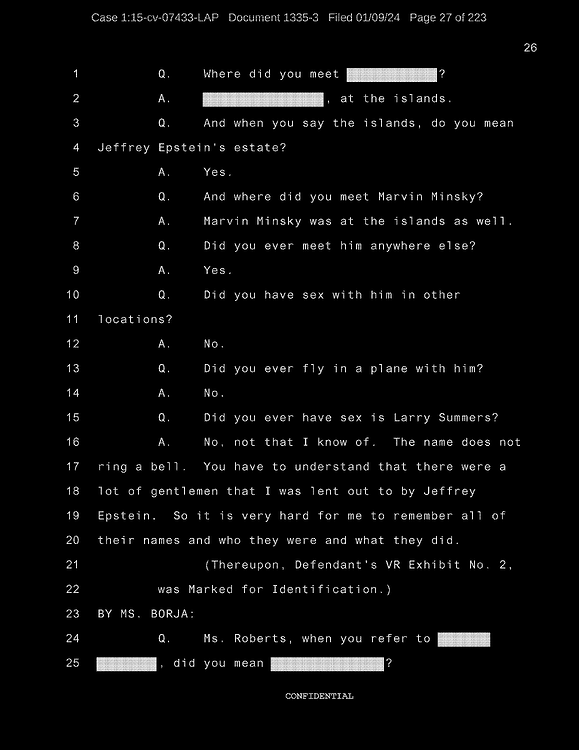 Case 1:15-cv-07433-LAP Document 1335-3 Filed 01/09/24 Page 27 of 223
26
1 Q. Where did you meet ?
2 A. , at the islands.
3 Q. And when you say the islands, do you mean
4 Jeffrey Epstein's estate?
5 A. Yes.
6 Q. And where did you meet Marvin Minsky?
7 A. Marvin Minsky was at the islands as well.
8 Q. Did you ever meet him anywhere else?
9 A. Yes.
10 Q. Did you have sex with him in other
11 locations?
12 A. No.
13 Q. Did you ever fly in a plane with him?
14 A. No.
15 Q. Did you ever have sex is Larry Summers?
16 A. No, not that I know of. The name does not
17 ring a bell. You have to understand that there were a
18 lot of gentlemen that I was lent out to by Jeffrey
19 Epstein. So it is very hard for me to remember all of
20 their names and who they were and what they did.
21 (Thereupon, Defendant's VR Exhibit No. 2,
22 was Marked for Identification.)
23 BY MS. BORJA:
24 Q. Ms. Roberts, when you refer to
25 , did you mean ?
CONFIDENTIAL